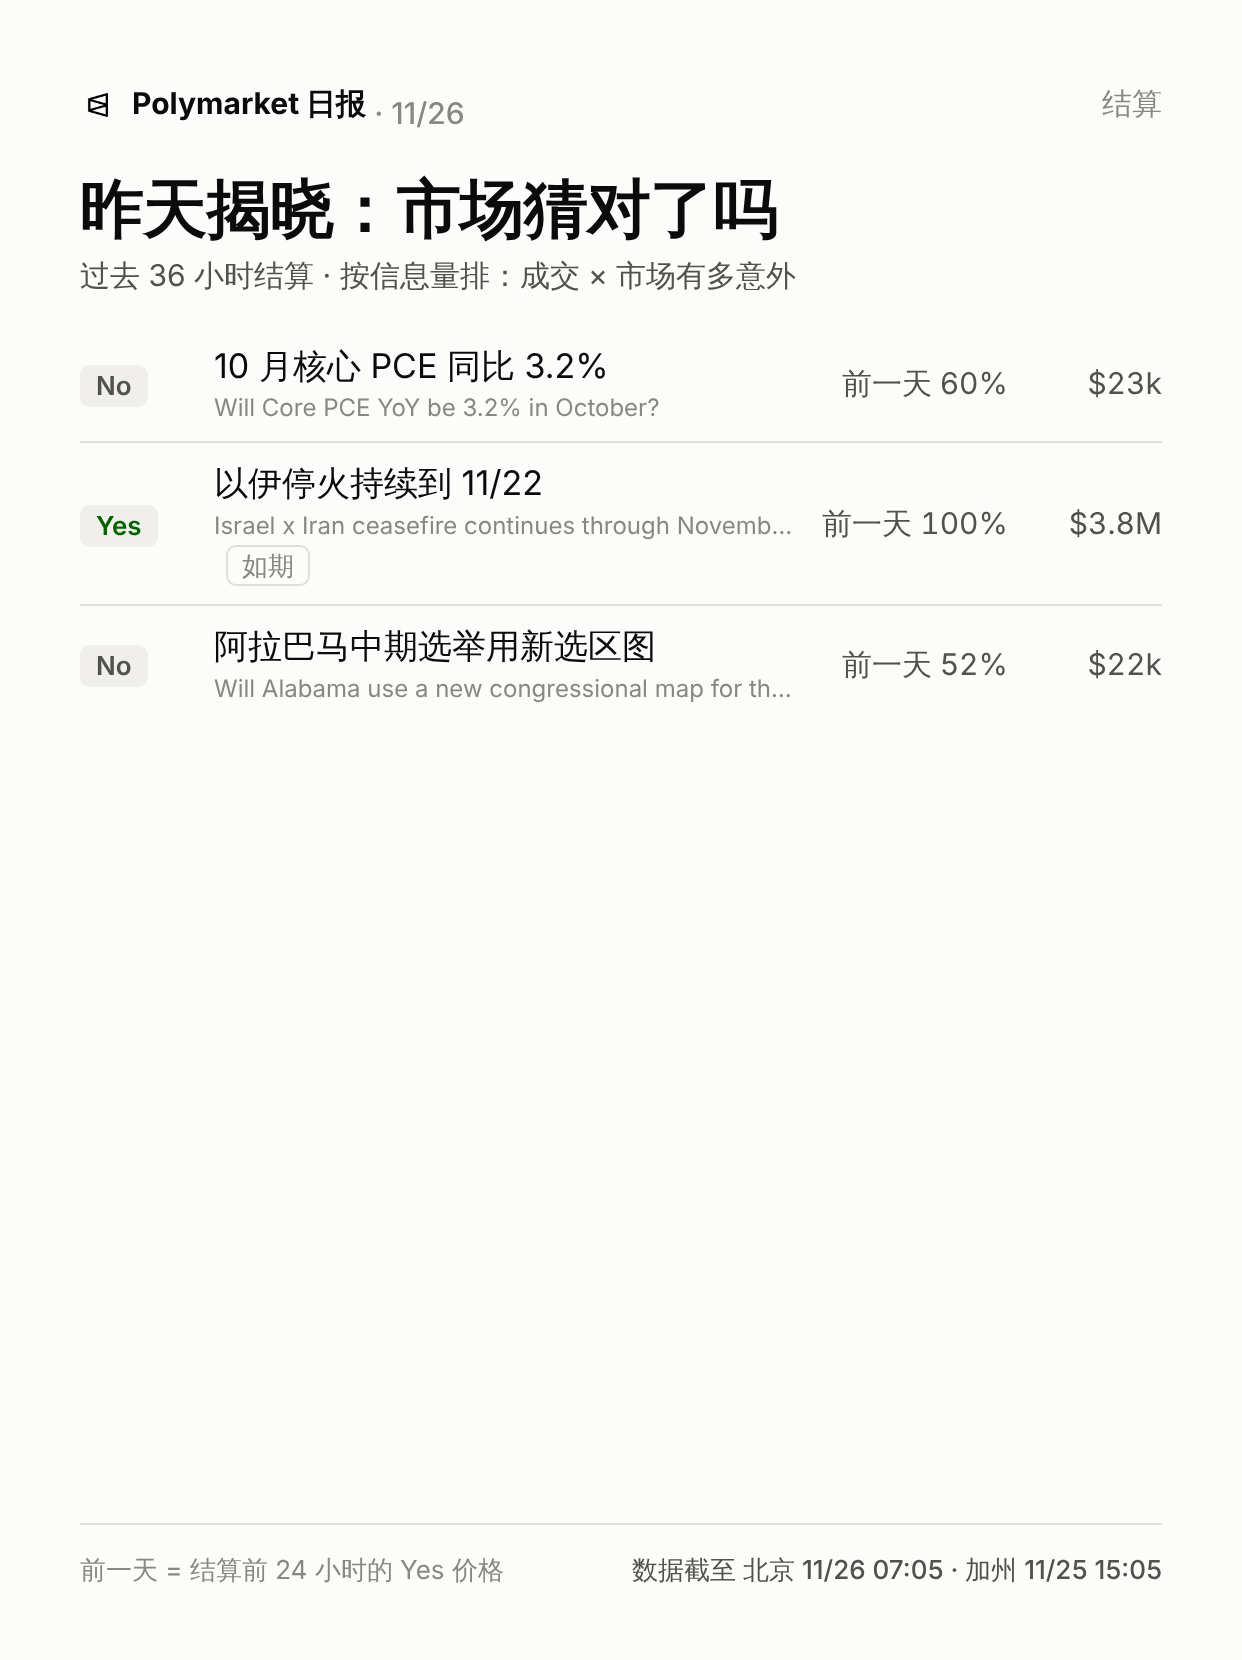 Polymarket 日报 · 11/26 结算
昨天揭晓：市场猜对了吗
过去 36 小时结算 · 按信息量排：成交 × 市场有多意外
No 10 月核心 PCE 同比 3.2% 前一天 60% $23k
Will Core PCE YoY be 3.2% in October?
以伊停火持续到 11/22
Yes Israel x Iran ceasefire continues through Novemb... 前一天 100% $3.8M
如期
No 阿拉巴马中期选举用新选区图 前一天 52% $22k
Will Alabama use a new congressional map for th...
前一天 = 结算前 24 小时的 Yes 价格 数据截至 北京 11/26 07:05 · 加州 11/25 15:05